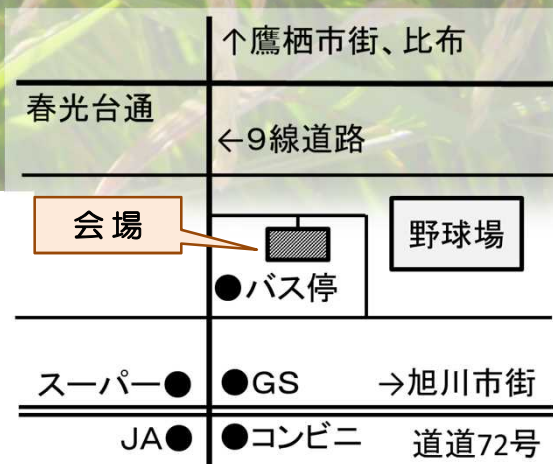 ↑鷹栖市街、比布
春光台通
←9線道路
会場
野球場
●バス停
スーパー● ●GS →旭川市街
JA● ●コンビニ 道道72号